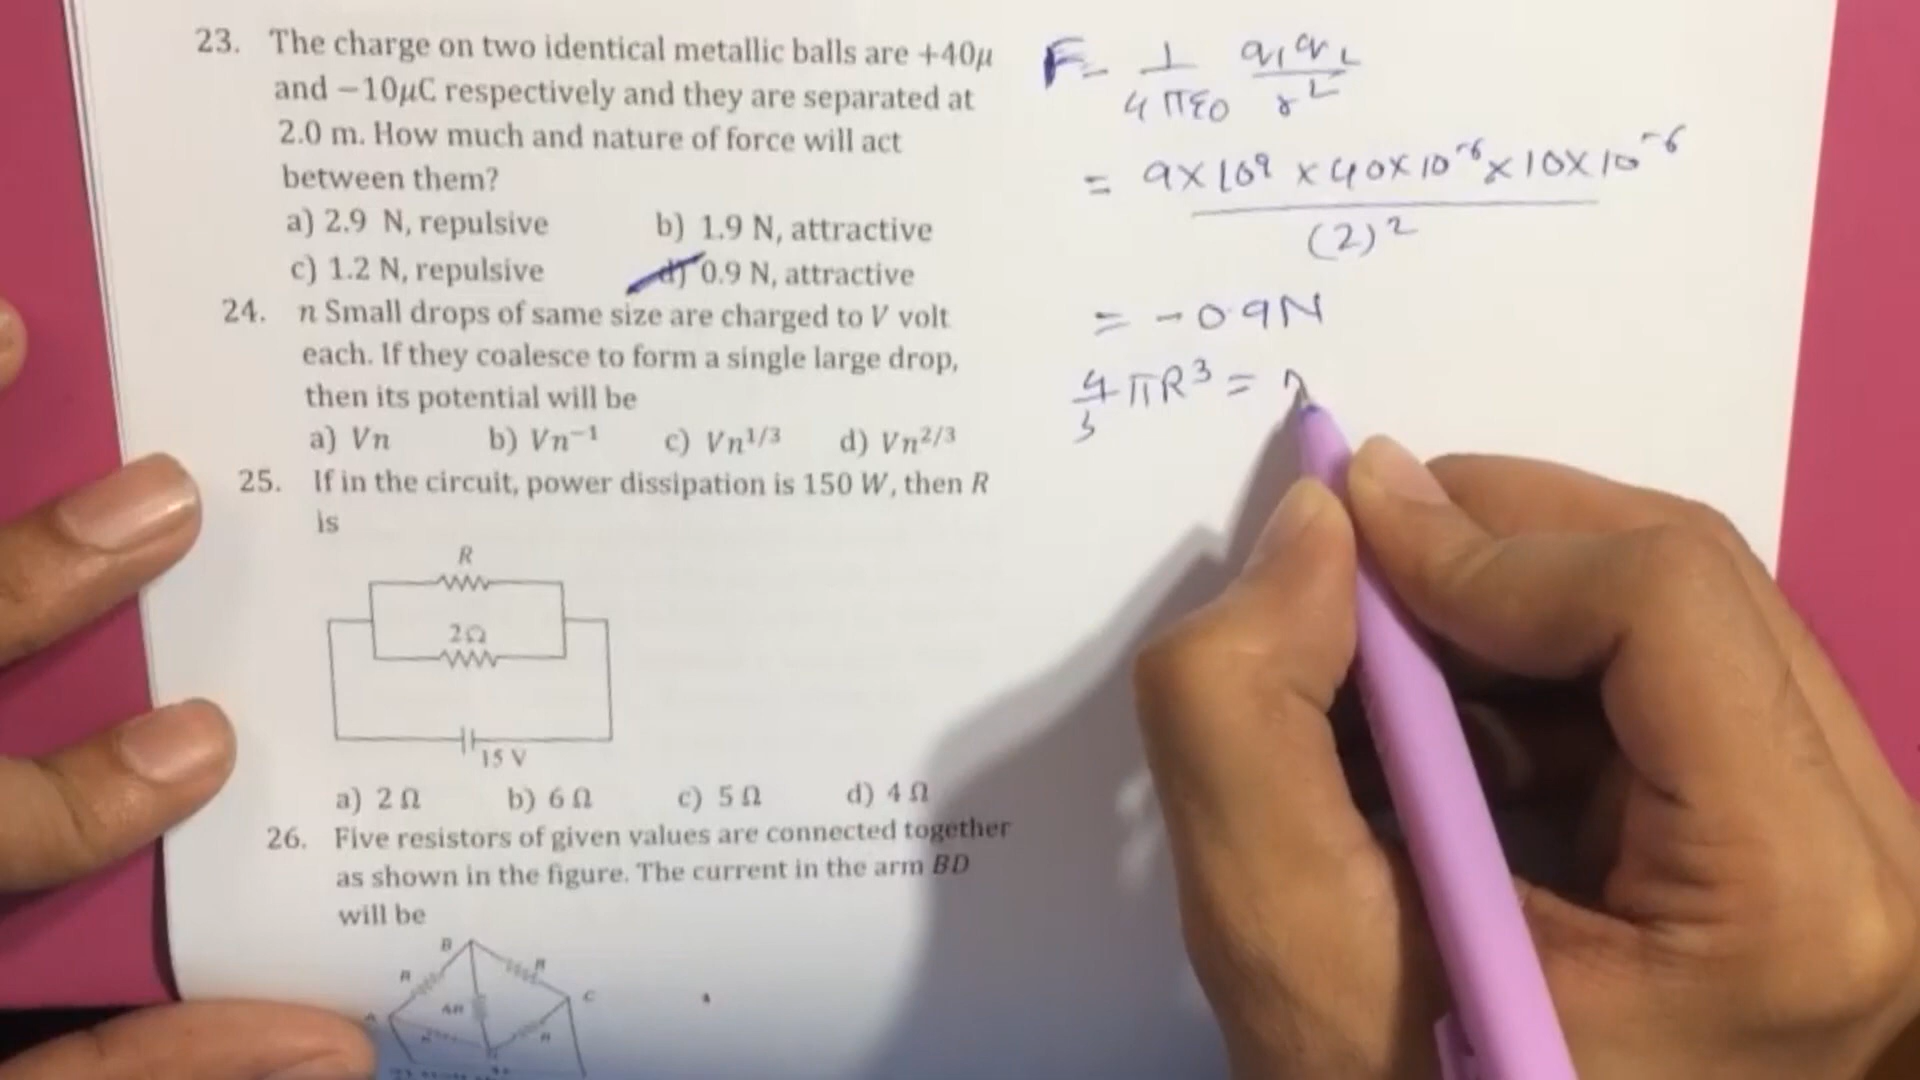 23. The charge on two identical metallic balls are +40μ
and −10μC respectively and they are separated at
2.0 m. How much and nature of force will act
between them?
a) 2.9 N, repulsive b) 1.9 N, attractive
c) 1.2 N, repulsive d) 0.9 N, attractive
24. n Small drops of same size are charged to V volt
each. If they coalesce to form a single large drop,
then its potential will be
a) Vn b) Vn⁻¹ c) Vn^1/3 d) Vn^2/3
25. If in the circuit, power dissipation is 150 W, then R
is
R
2Ω
15 V
a) 2 Ω b) 6 Ω c) 5 Ω d) 4 Ω
26. Five resistors of given values are connected together
as shown in the figure. The current in the arm BD
will be
B
R R
C
A
R
F = 1/4πε0 q1q2/r²
= 9×10⁹ × 40×10⁻⁶ × 10×10⁻⁶ / (2)²
= −0.9N
4/3 πR³ =